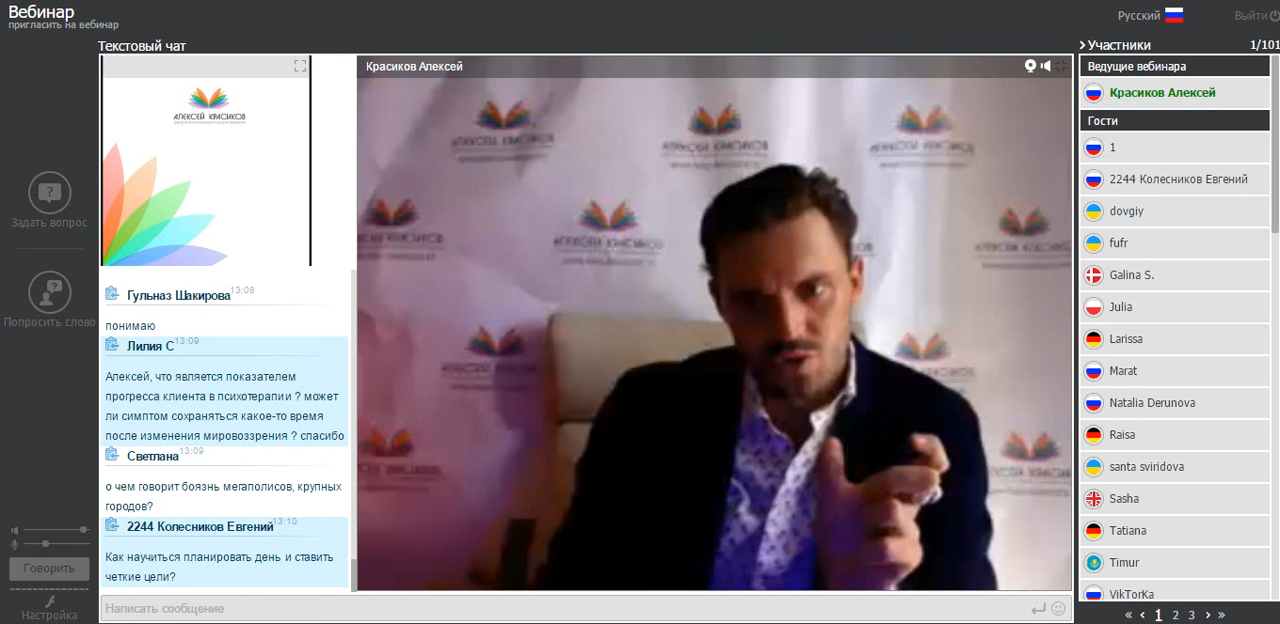 Вебинар
пригласить на вебинар
Русский
Выйти
Текстовый чат
Участники
1/101
АЛЕКСЕЙ КРАСИКОВ
Гульназ Шакирова 13:08
понимаю
Лилия С 13:09
Алексей, что является показателем
прогресса клиента в психотерапии ? может
ли симптом сохраняться какое-то время
после изменения мировоззрения ? спасибо
Светлана 13:09
о чем говорит боязнь мегаполисов, крупных
городов?
2244 Колесников Евгений 13:10
Как научиться планировать день и ставить
четкие цели?
Написать сообщение
Задать вопрос
Попросить слово
Говорить
Настройка
Красиков Алексей
Ведущие вебинара
Красиков Алексей
Гости
1
2244 Колесников Евгений
dovgiy
fufr
Galina S.
Julia
Larissa
Marat
Natalia Derunova
Raisa
santa sviridova
Sasha
Tatiana
Timur
VikTorKa
« ‹ 1 2 3 › »